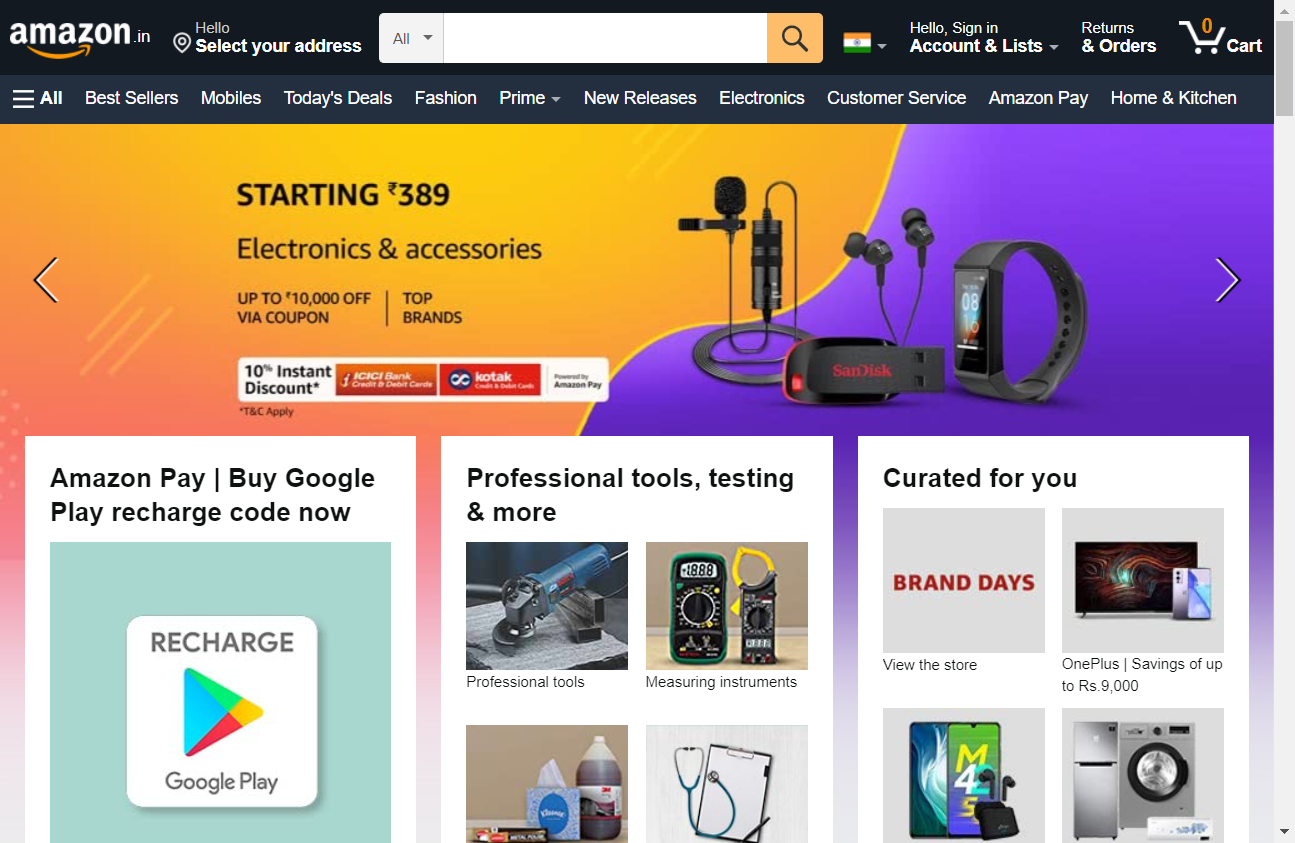 amazon.in
Hello
Select your address
All
Hello, Sign in
Account & Lists
Returns
& Orders
0
Cart
All
Best Sellers
Mobiles
Today's Deals
Fashion
Prime
New Releases
Electronics
Customer Service
Amazon Pay
Home & Kitchen
STARTING ₹389
Electronics & accessories
UP TO ₹10,000 OFF
VIA COUPON
TOP
BRANDS
10% Instant
Discount*
ICICI Bank
Credit & Debit Cards
kotak
Credit & Debit Cards
Powered by
Amazon Pay
*T&C Apply
SanDisk
Amazon Pay | Buy Google
Play recharge code now
RECHARGE
Google Play
Professional tools, testing
& more
Professional tools
Measuring instruments
Kleenex
3M
Curated for you
BRAND DAYS
View the store
OnePlus | Savings of up
to Rs.9,000